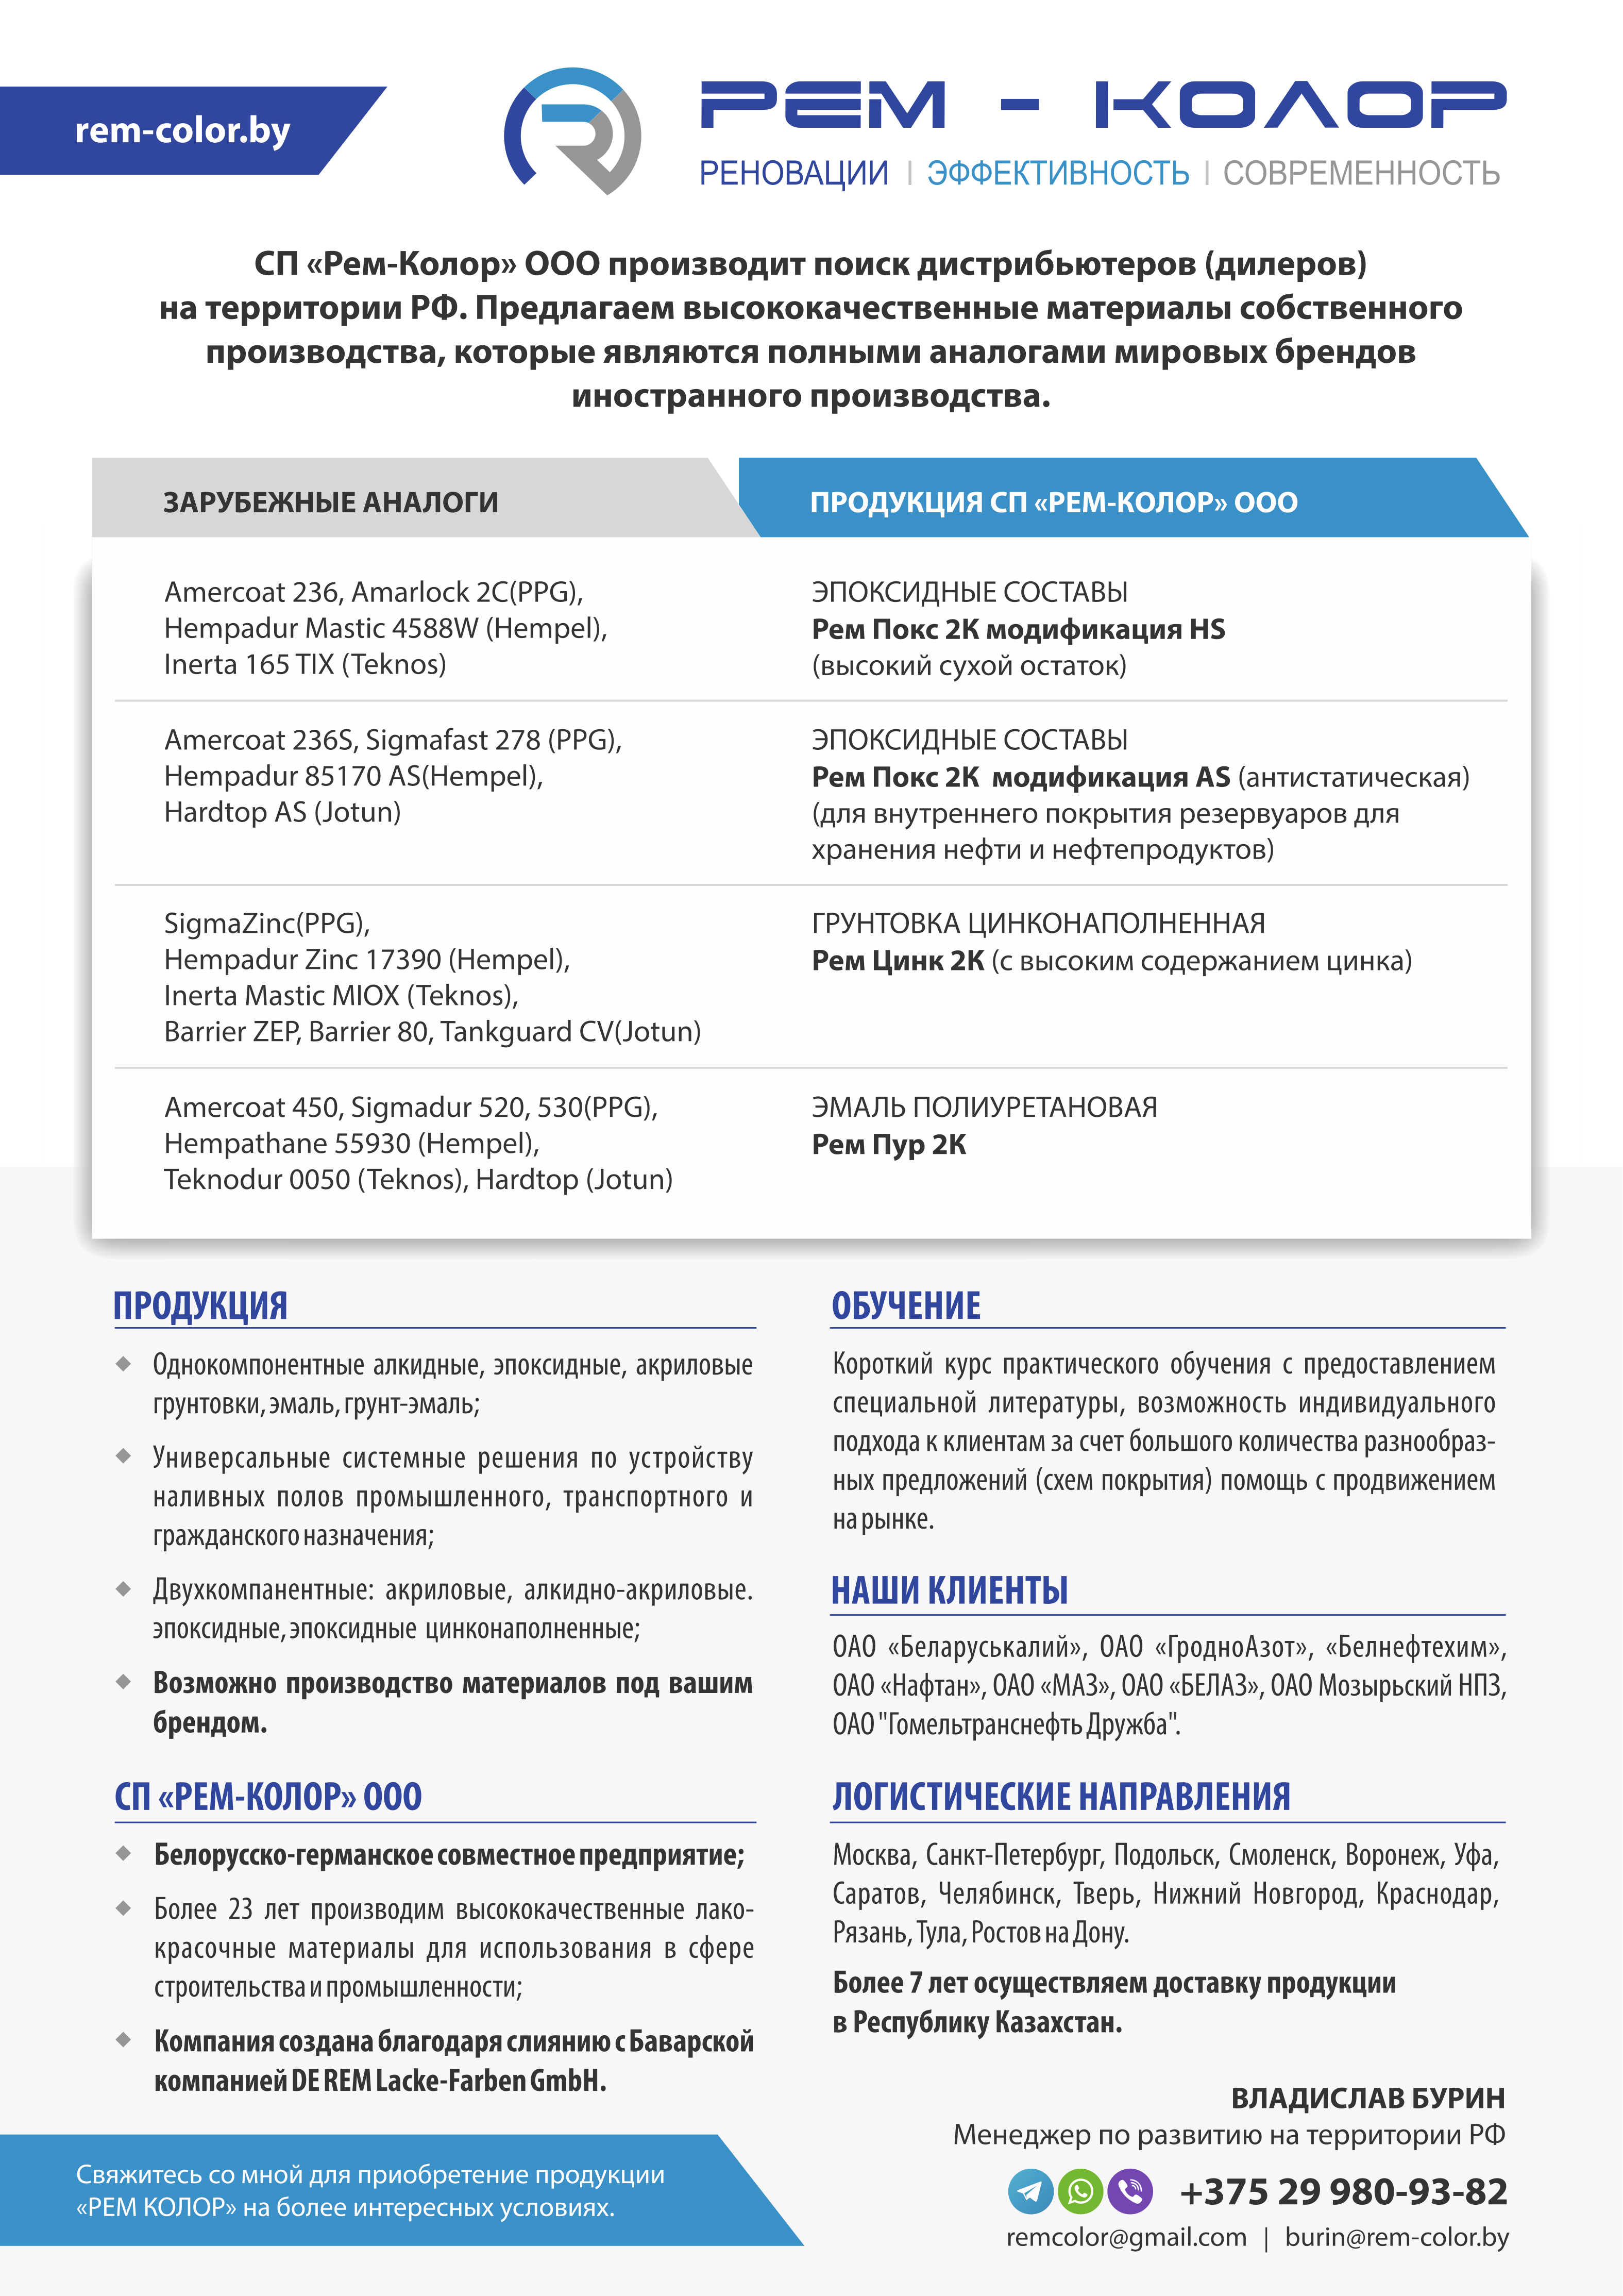 rem-color.by
РЕМ - КОЛОР
РЕНОВАЦИИ | ЭФФЕКТИВНОСТЬ | СОВРЕМЕННОСТЬ
СП «Рем-Колор» ООО производит поиск дистрибьютеров (дилеров)
на территории РФ. Предлагаем высококачественные материалы собственного
производства, которые являются полными аналогами мировых брендов
иностранного производства.
ЗАРУБЕЖНЫЕ АНАЛОГИ
ПРОДУКЦИЯ СП «РЕМ-КОЛОР» ООО
Amercoat 236, Amarlock 2C(PPG),
Hempadur Mastic 4588W (Hempel),
Inerta 165 TIX (Teknos)
ЭПОКСИДНЫЕ СОСТАВЫ
Рем Покс 2К модификация HS
(высокий сухой остаток)
Amercoat 236S, Sigmafast 278 (PPG),
Hempadur 85170 AS(Hempel),
Hardtop AS (Jotun)
ЭПОКСИДНЫЕ СОСТАВЫ
Рем Покс 2К модификация AS (антистатическая)
(для внутреннего покрытия резервуаров для
хранения нефти и нефтепродуктов)
SigmaZinc(PPG),
Hempadur Zinc 17390 (Hempel),
Inerta Mastic MIOX (Teknos),
Barrier ZEP, Barrier 80, Tankguard CV(Jotun)
ГРУНТОВКА ЦИНКОНАПОЛНЕННАЯ
Рем Цинк 2К (с высоким содержанием цинка)
Amercoat 450, Sigmadur 520, 530(PPG),
Hempathane 55930 (Hempel),
Teknodur 0050 (Teknos), Hardtop (Jotun)
ЭМАЛЬ ПОЛИУРЕТАНОВАЯ
Рем Пур 2К
ПРОДУКЦИЯ
Однокомпонентные алкидные, эпоксидные, акриловые
грунтовки, эмаль, грунт-эмаль;
Универсальные системные решения по устройству
наливных полов промышленного, транспортного и
гражданского назначения;
Двухкомпанентные: акриловые, алкидно-акриловые.
эпоксидные, эпоксидные цинконаполненные;
Возможно производство материалов под вашим
брендом.
СП «РЕМ-КОЛОР» ООО
Белорусско-германское совместное предприятие;
Более 23 лет производим высококачественные лако-
красочные материалы для использования в сфере
строительства и промышленности;
Компания создана благодаря слиянию с Баварской
компанией DE REM Lacke-Farben GmbH.
Свяжитесь со мной для приобретение продукции
«РЕМ КОЛОР» на более интересных условиях.
ОБУЧЕНИЕ
Короткий курс практического обучения с предоставлением
специальной литературы, возможность индивидуального
подхода к клиентам за счет большого количества разнообраз-
ных предложений (схем покрытия) помощь с продвижением
на рынке.
НАШИ КЛИЕНТЫ
ОАО «Беларуськалий», ОАО «ГродноАзот», «Белнефтехим»,
ОАО «Нафтан», ОАО «МАЗ», ОАО «БЕЛАЗ», ОАО Мозырьский НПЗ,
ОАО "Гомельтранснефть Дружба".
ЛОГИСТИЧЕСКИЕ НАПРАВЛЕНИЯ
Москва, Санкт-Петербург, Подольск, Смоленск, Воронеж, Уфа,
Саратов, Челябинск, Тверь, Нижний Новгород, Краснодар,
Рязань, Тула, Ростов на Дону.
Более 7 лет осуществляем доставку продукции
в Республику Казахстан.
ВЛАДИСЛАВ БУРИН
Менеджер по развитию на территории РФ
+375 29 980-93-82
remcolor@gmail.com | burin@rem-color.by